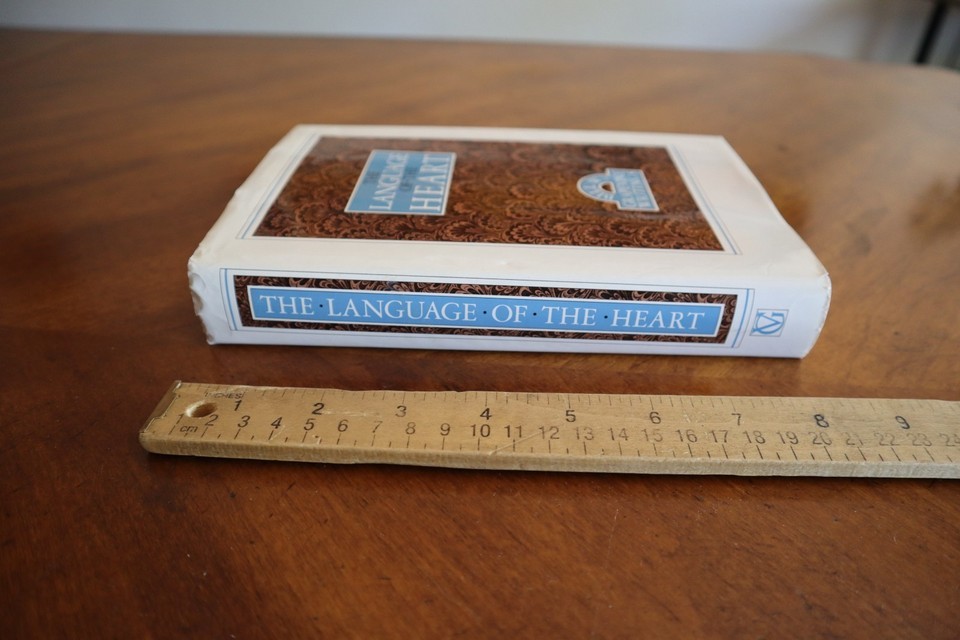 THE
LANGUAGE
OF THE
HEART
THE · LANGUAGE · OF · THE · HEART
GV
INCHES
1 2 3 4 5 6 7 8 9
cm 2 3 4 5 6 7 8 9 10 11 12 13 14 15 16 17 18 19 20 21 22 23 24